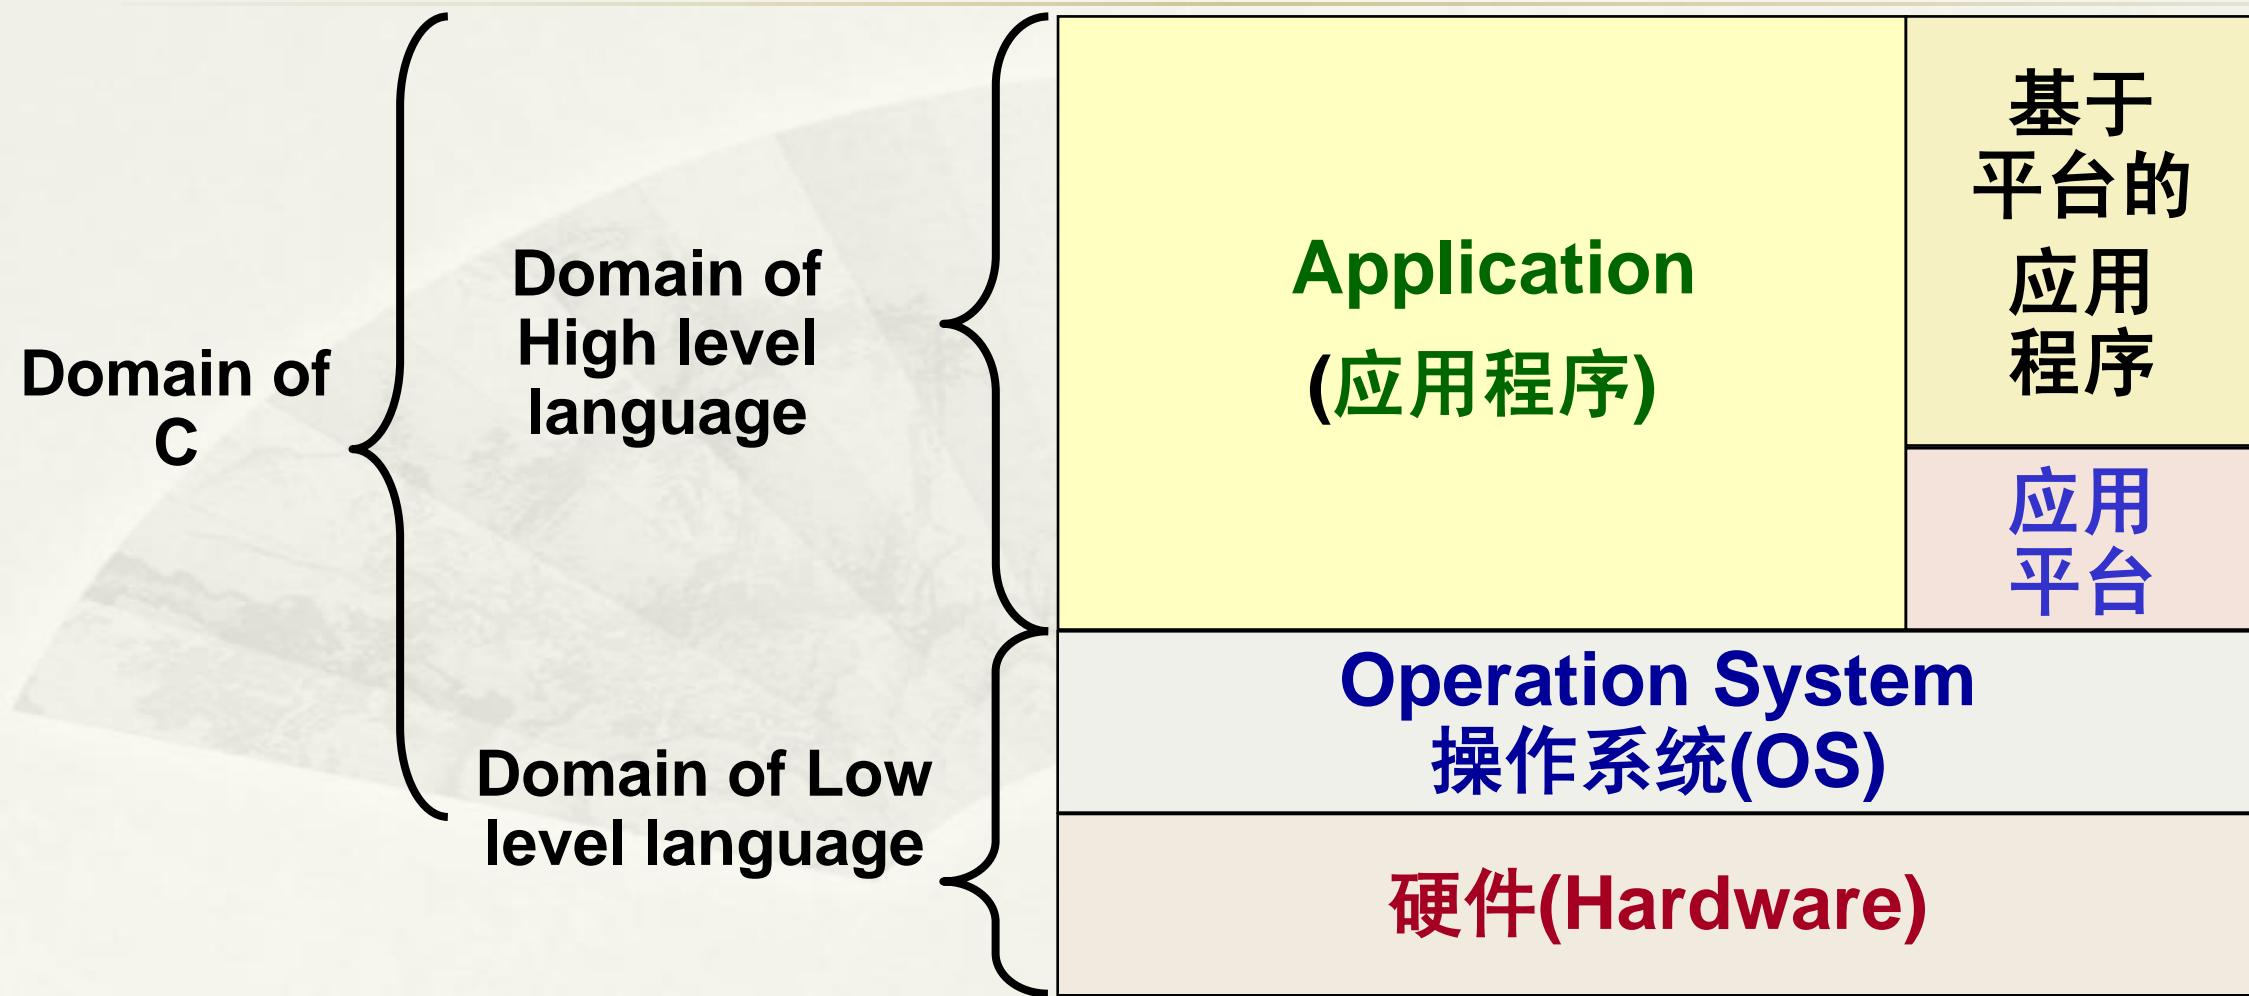 Domain of
C
Domain of
High level
language
Domain of Low
level language
Application
(应用程序)
基于
平台的
应用
程序
应用
平台
Operation System
操作系统(OS)
硬件(Hardware)